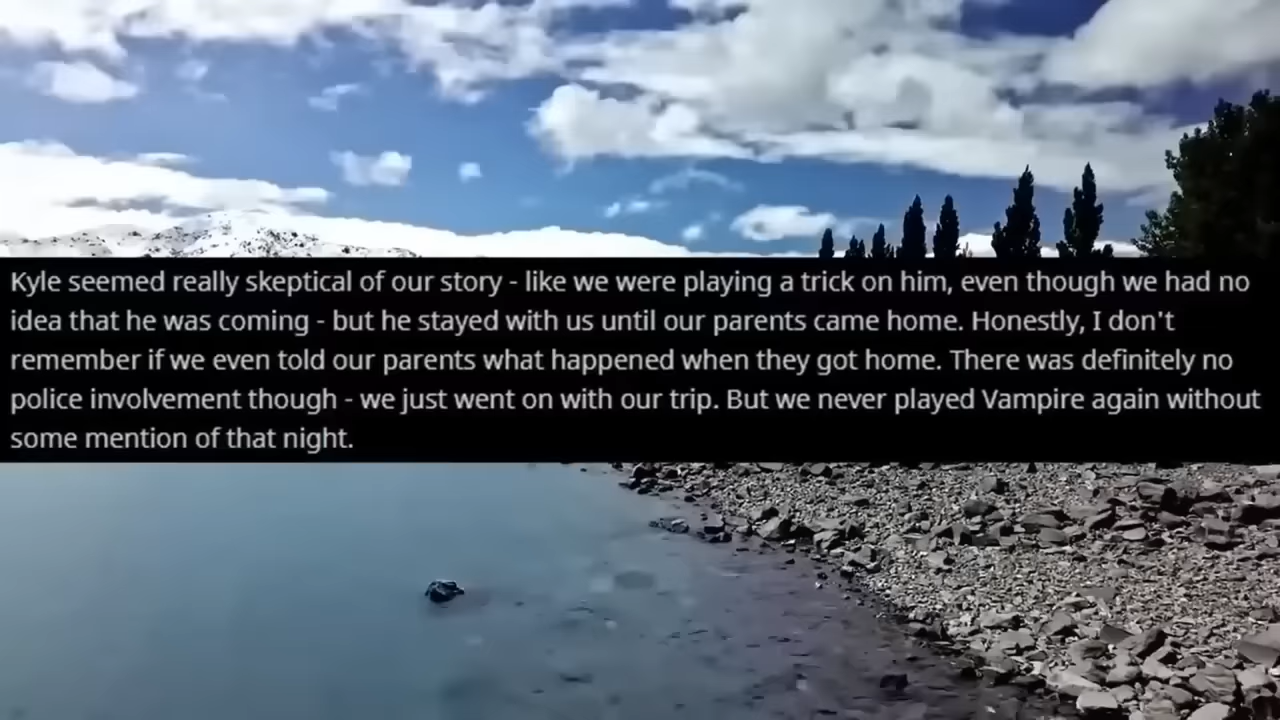 Kyle seemed really skeptical of our story - like we were playing a trick on him, even though we had no
idea that he was coming - but he stayed with us until our parents came home. Honestly, I don't
remember if we even told our parents what happened when they got home. There was definitely no
police involvement though - we just went on with our trip. But we never played Vampire again without
some mention of that night.